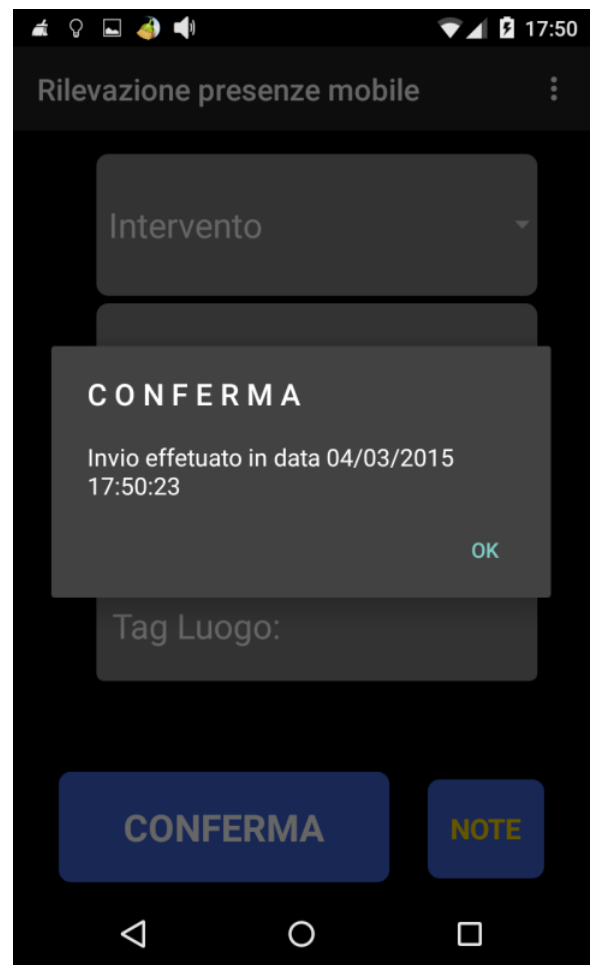 17:50
Rilevazione presenze mobile
Intervento
CONFERMA
Invio effetuato in data 04/03/2015
17:50:23
OK
Tag Luogo:
CONFERMA
NOTE